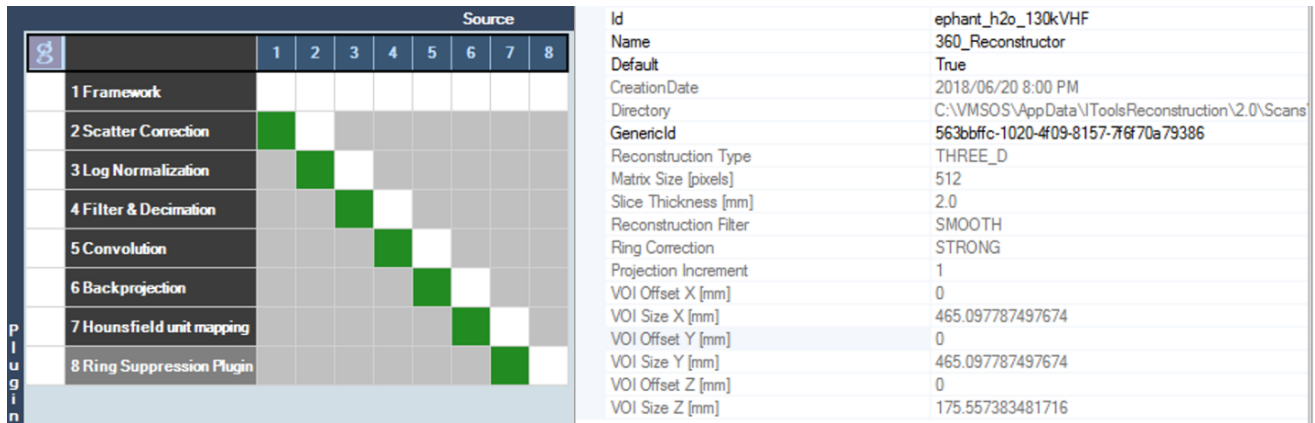 Source
g 1 2 3 4 5 6 7 8
1 Framework
2 Scatter Correction
3 Log Normalization
4 Filter & Decimation
5 Convolution
6 Backprojection
7 Hounsfield unit mapping
8 Ring Suppression Plugin
Plugin
Id ephant_h2o_130kVHF
Name 360_Reconstructor
Default True
CreationDate 2018/06/20 8:00 PM
Directory C:\VMSOS\AppData\IToolsReconstruction\2.0\Scans
GenericId 563bbffc-1020-4f09-8157-7f6f70a79386
Reconstruction Type THREE_D
Matrix Size [pixels] 512
Slice Thickness [mm] 2.0
Reconstruction Filter SMOOTH
Ring Correction STRONG
Projection Increment 1
VOI Offset X [mm] 0
VOI Size X [mm] 465.097787497674
VOI Offset Y [mm] 0
VOI Size Y [mm] 465.097787497674
VOI Offset Z [mm] 0
VOI Size Z [mm] 175.557383481716